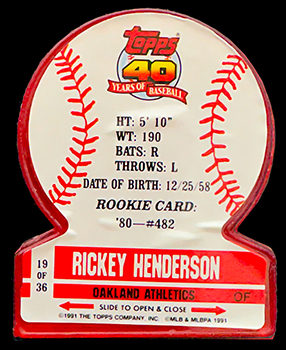 Topps
40
YEARS OF BASEBALL
HT: 5' 10"
WT: 190
BATS: R
THROWS: L
DATE OF BIRTH: 12/25/58
ROOKIE CARD:
'80—#482
19
OF
36
RICKEY HENDERSON
OAKLAND ATHLETICS OF
SLIDE TO OPEN & CLOSE
©1991 THE TOPPS COMPANY, INC. ©MLB & MLBPA 1991